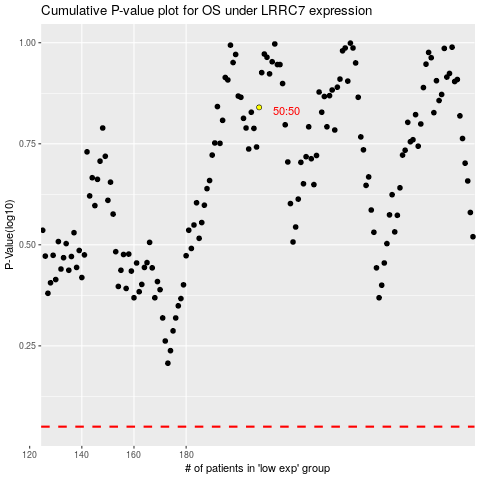 Cumulative P-value plot for OS under LRRC7 expression
P-Value(log10)
1.00
0.75
0.50
0.25
50:50
120 140 160 180
# of patients in 'low exp' group